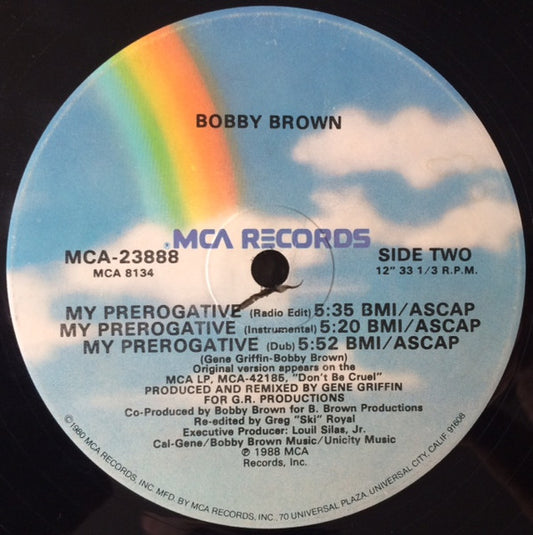 BOBBY BROWN
MCA RECORDS
MCA-23888
MCA 8134
SIDE TWO
12" 33 1/3 R.P.M.
MY PREROGATIVE (Radio Edit) 5:35 BMI/ASCAP
MY PREROGATIVE (Instrumental) 5:20 BMI/ASCAP
MY PREROGATIVE (Dub) 5:52 BMI/ASCAP
(Gene Griffin-Bobby Brown)
Original version appears on the
MCA LP, MCA-42185, "Don't Be Cruel"
PRODUCED AND REMIXED BY GENE GRIFFIN
FOR G.R. PRODUCTIONS
Co-Produced by Bobby Brown for B. Brown Productions
Re-edited by Greg "Ski" Royal
Executive Producer: Louil Silas, Jr.
Cal-Gene/Bobby Brown Music/Unicity Music
℗ 1988 MCA
Records, Inc.
©1980 MCA RECORDS, INC. MFD. BY MCA RECORDS, INC., 70 UNIVERSAL PLAZA, UNIVERSAL CITY, CALIF. 91608